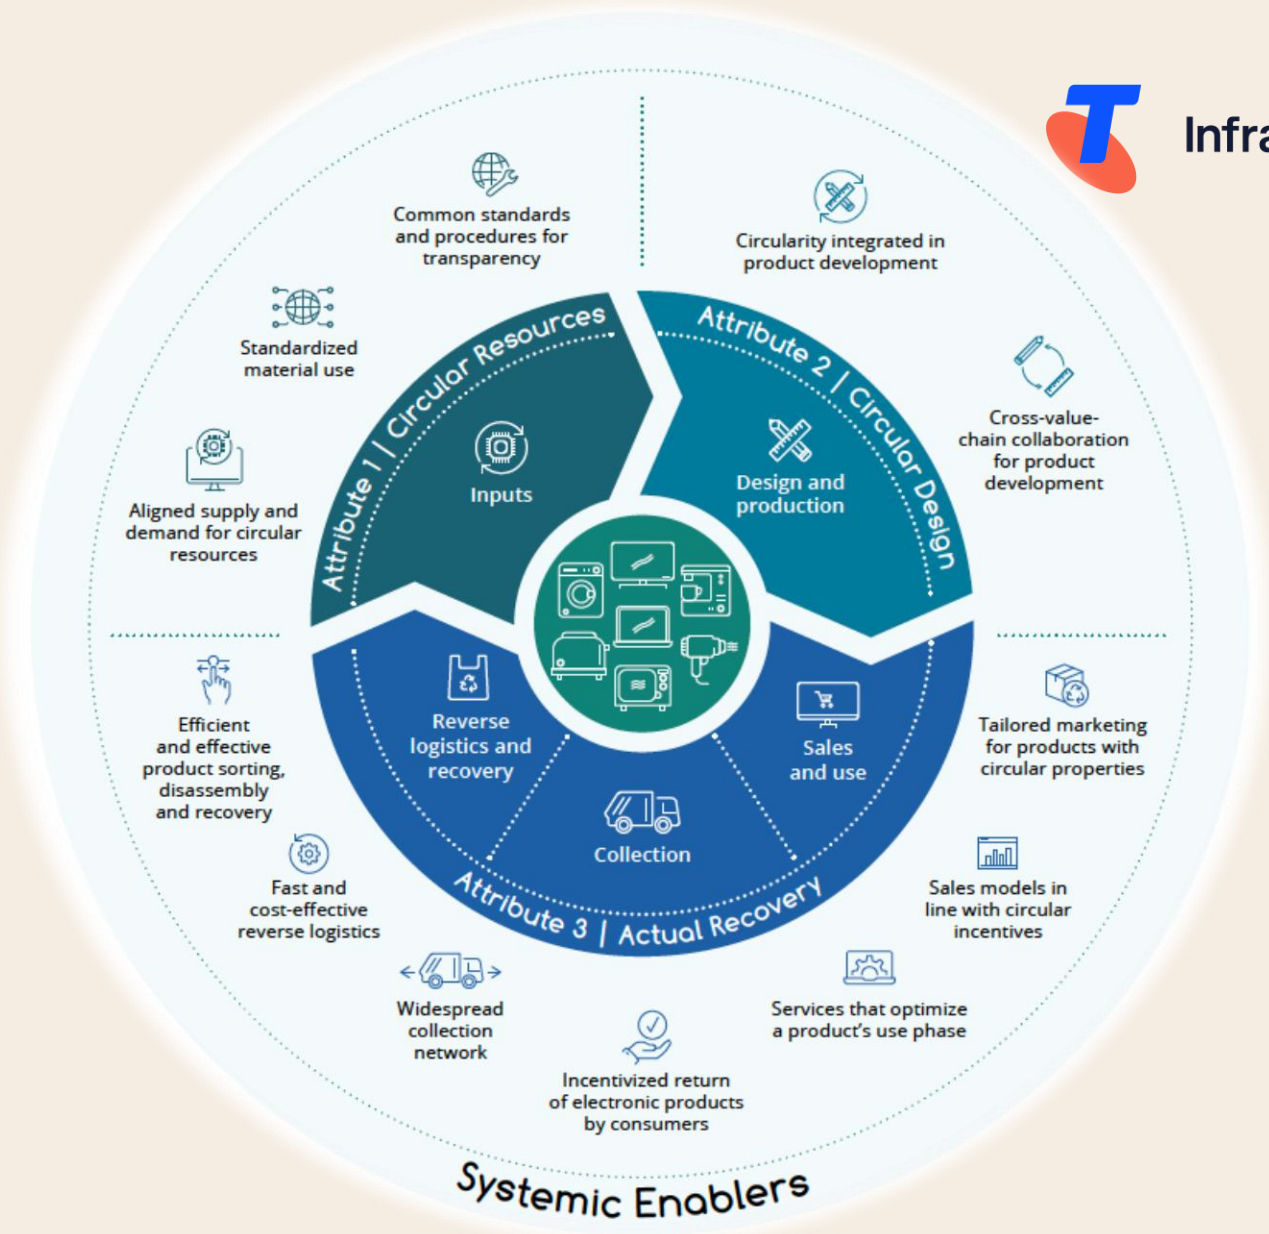 Infra
Common standards
and procedures for
transparency
Circularity integrated in
product development
Standardized
material use
Cross-value-
chain collaboration
for product
development
Aligned supply and
demand for circular
resources
Attribute 1 | Circular Resources
Inputs
Attribute 2 | Circular Design
Design and
production
Reverse
logistics and
recovery
Collection
Sales
and use
Attribute 3 | Actual Recovery
Efficient
and effective
product sorting,
disassembly
and recovery
Tailored marketing
for products with
circular properties
Fast and
cost-effective
reverse logistics
Sales models in
line with circular
incentives
Widespread
collection
network
Services that optimize
a product's use phase
Incentivized return
of electronic products
by consumers
Systemic Enablers